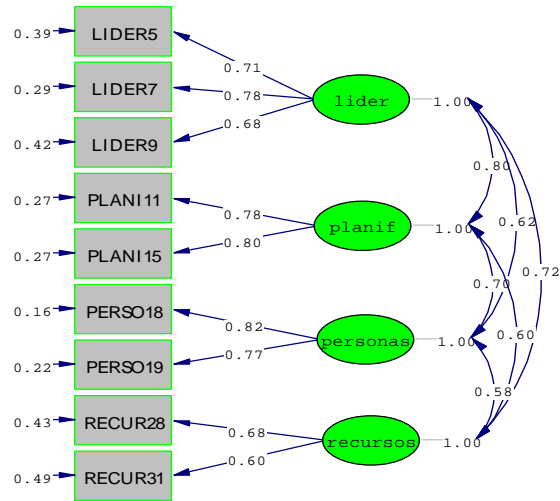 0.39 LIDER5
0.71
0.29 LIDER7
0.78 lider 1.00
0.68
0.42 LIDER9
0.80
0.27 PLANI11
0.78
0.62
planif 1.00
0.80
0.27 PLANI15
0.72
0.70
0.16 PERSO18
0.82
0.60
personas 1.00
0.77
0.22 PERSO19
0.58
0.43 RECUR28
0.68
recursos 1.00
0.60
0.49 RECUR31